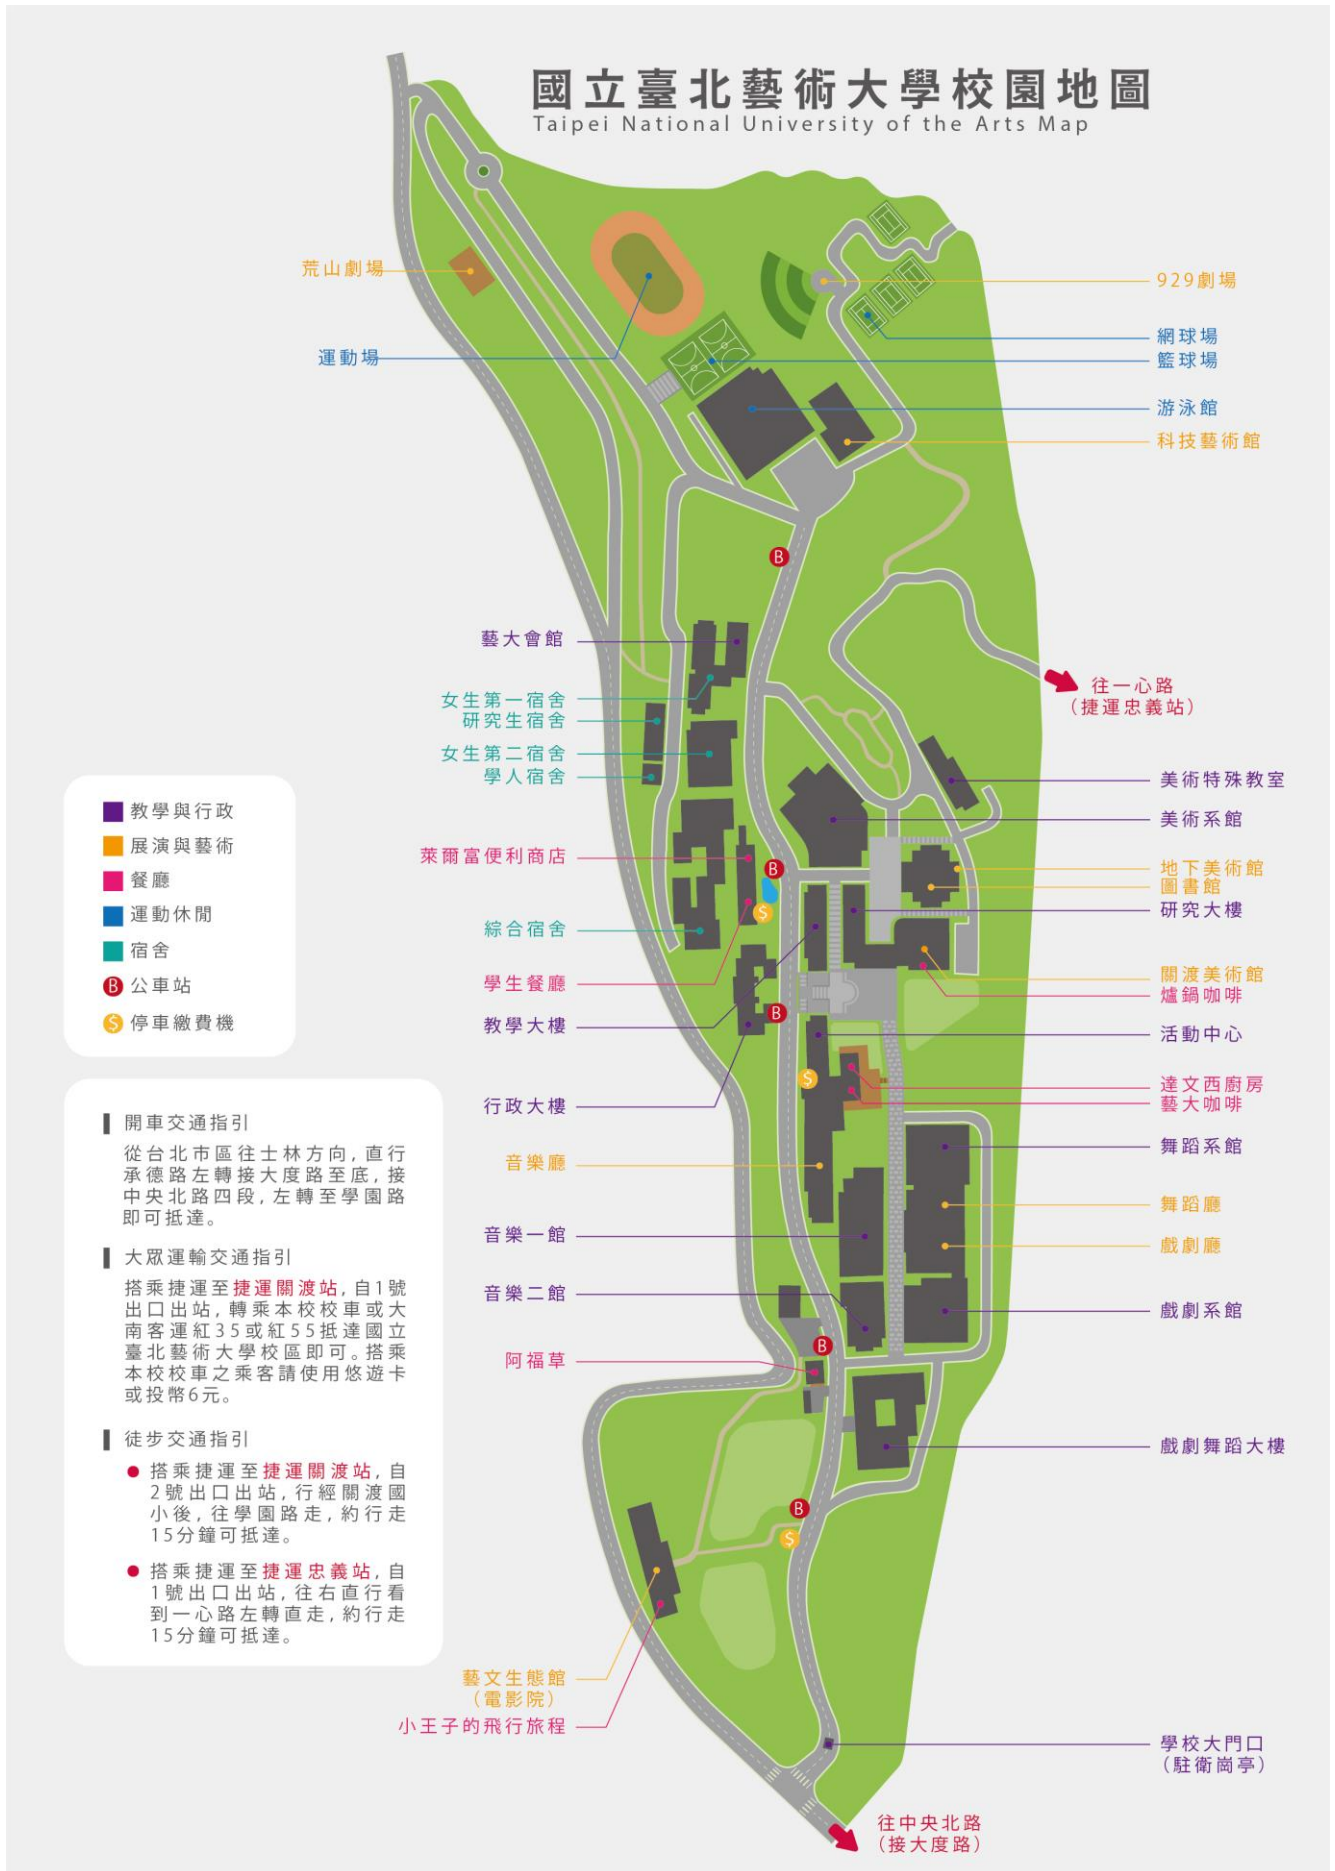 國立臺北藝術大學校園地圖
Taipei National University of the Arts Map
荒山劇場
運動場
929劇場
網球場
籃球場
游泳館
科技藝術館
B
藝大會館
女生第一宿舍
研究生宿舍
女生第二宿舍
學人宿舍
往一心路
(捷運忠義站)
美術特殊教室
美術系館
萊爾富便利商店
B
$
地下美術館
圖書館
研究大樓
綜合宿舍
學生餐廳
關渡美術館
爐鍋咖啡
教學大樓
B
活動中心
$
達文西廚房
藝大咖啡
行政大樓
舞蹈系館
音樂廳
舞蹈廳
音樂一館
戲劇廳
音樂二館
戲劇系館
B
阿福草
戲劇舞蹈大樓
B
$
藝文生態館
(電影院)
小王子的飛行旅程
學校大門口
(駐衛崗亭)
往中央北路
(接大度路)
教學與行政
展演與藝術
餐廳
運動休閒
宿舍
B 公車站
$ 停車繳費機
開車交通指引
從台北市區往士林方向,直行
承德路左轉接大度路至底,接
中央北路四段,左轉至學園路
即可抵達。
大眾運輸交通指引
搭乘捷運至捷運關渡站,自1號
出口出站,轉乘本校校車或大
南客運紅35或紅55抵達國立
臺北藝術大學校區即可。搭乘
本校校車之乘客請使用悠遊卡
或投幣6元。
徒步交通指引
搭乘捷運至捷運關渡站,自
2號出口出站,行經關渡國
小後,往學園路走,約行走
15分鐘可抵達。
搭乘捷運至捷運忠義站,自
1號出口出站,往右直行看
到一心路左轉直走,約行走
15分鐘可抵達。